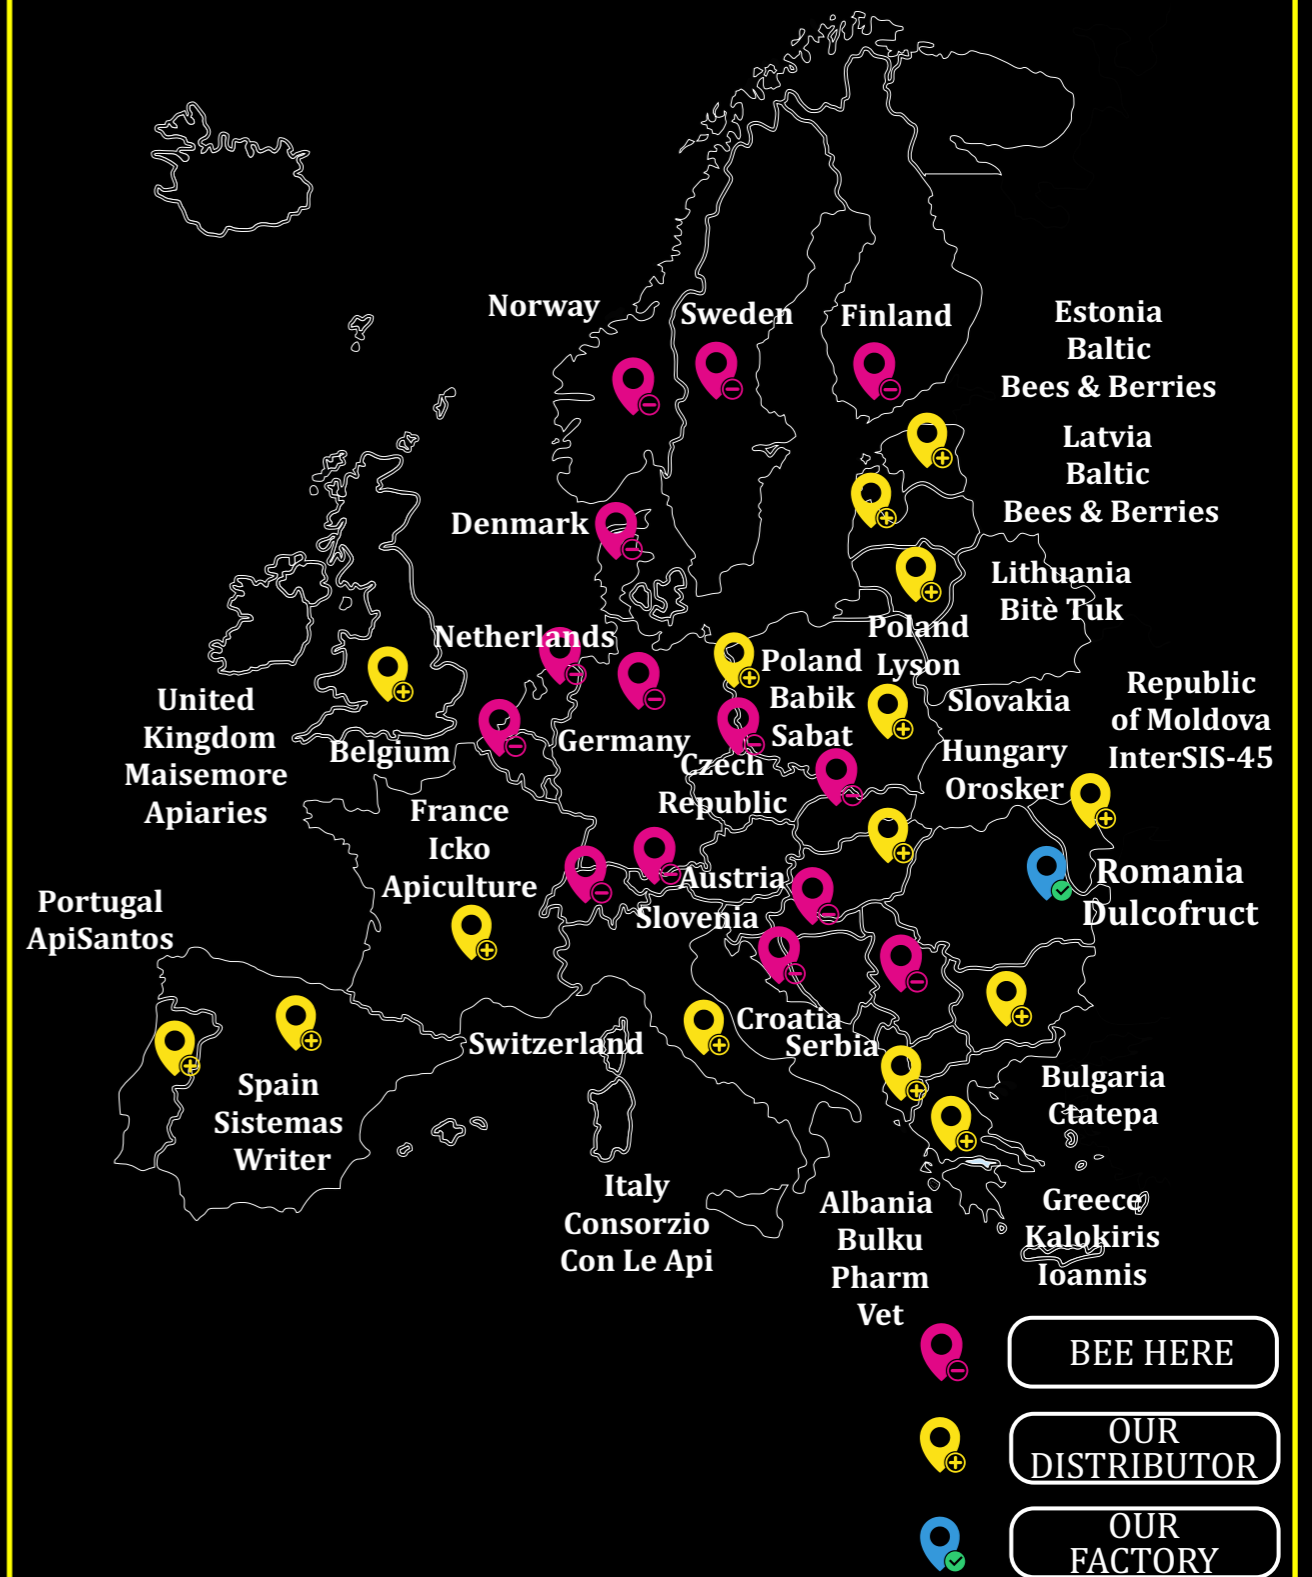 Norway
Sweden
Finland
Estonia
Baltic
Bees & Berries
Latvia
Baltic
Bees & Berries
Denmark
Lithuania
Bitè Tuk
Netherlands
Poland
Lyson
Poland
Babik
Sabat
United
Kingdom
Maisemore
Apiaries
Belgium
Germany
Slovakia
Republic
of Moldova
InterSIS-45
Hungary
Orosker
Czech
Republic
France
Icko
Apiculture
Austria
Slovenia
Romania
Dulcofruct
Portugal
ApiSantos
Switzerland
Croatia
Serbia
Spain
Sistemas
Writer
Bulgaria
Ctatepa
Italy
Consorzio
Con Le Api
Albania
Bulku
Pharm
Vet
Greece
Kalokiris
Ioannis
BEE HERE
OUR
DISTRIBUTOR
OUR
FACTORY